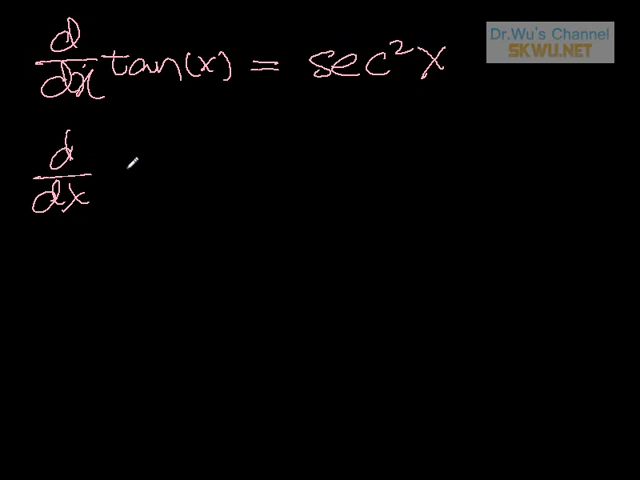 d/dx tan(x) = sec²x
Dr.Wu's Channel
SKWU.NET
d/dx